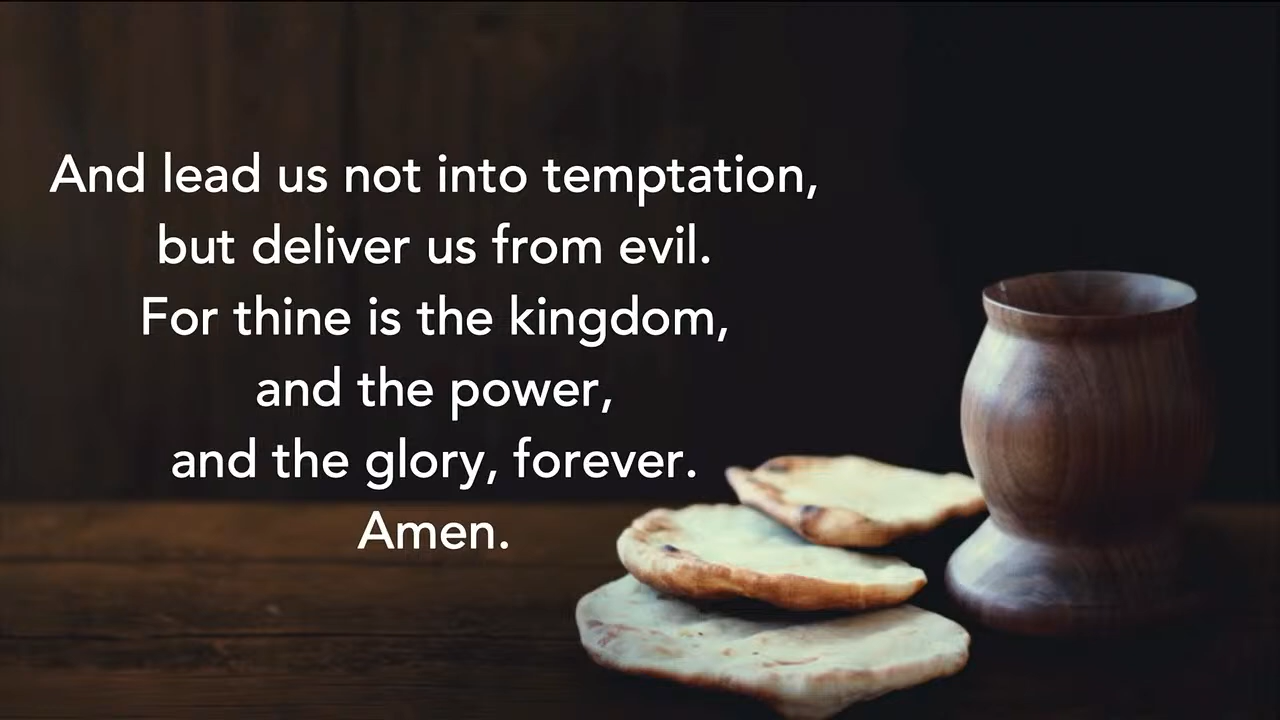 And lead us not into temptation,
but deliver us from evil.
For thine is the kingdom,
and the power,
and the glory, forever.
Amen.